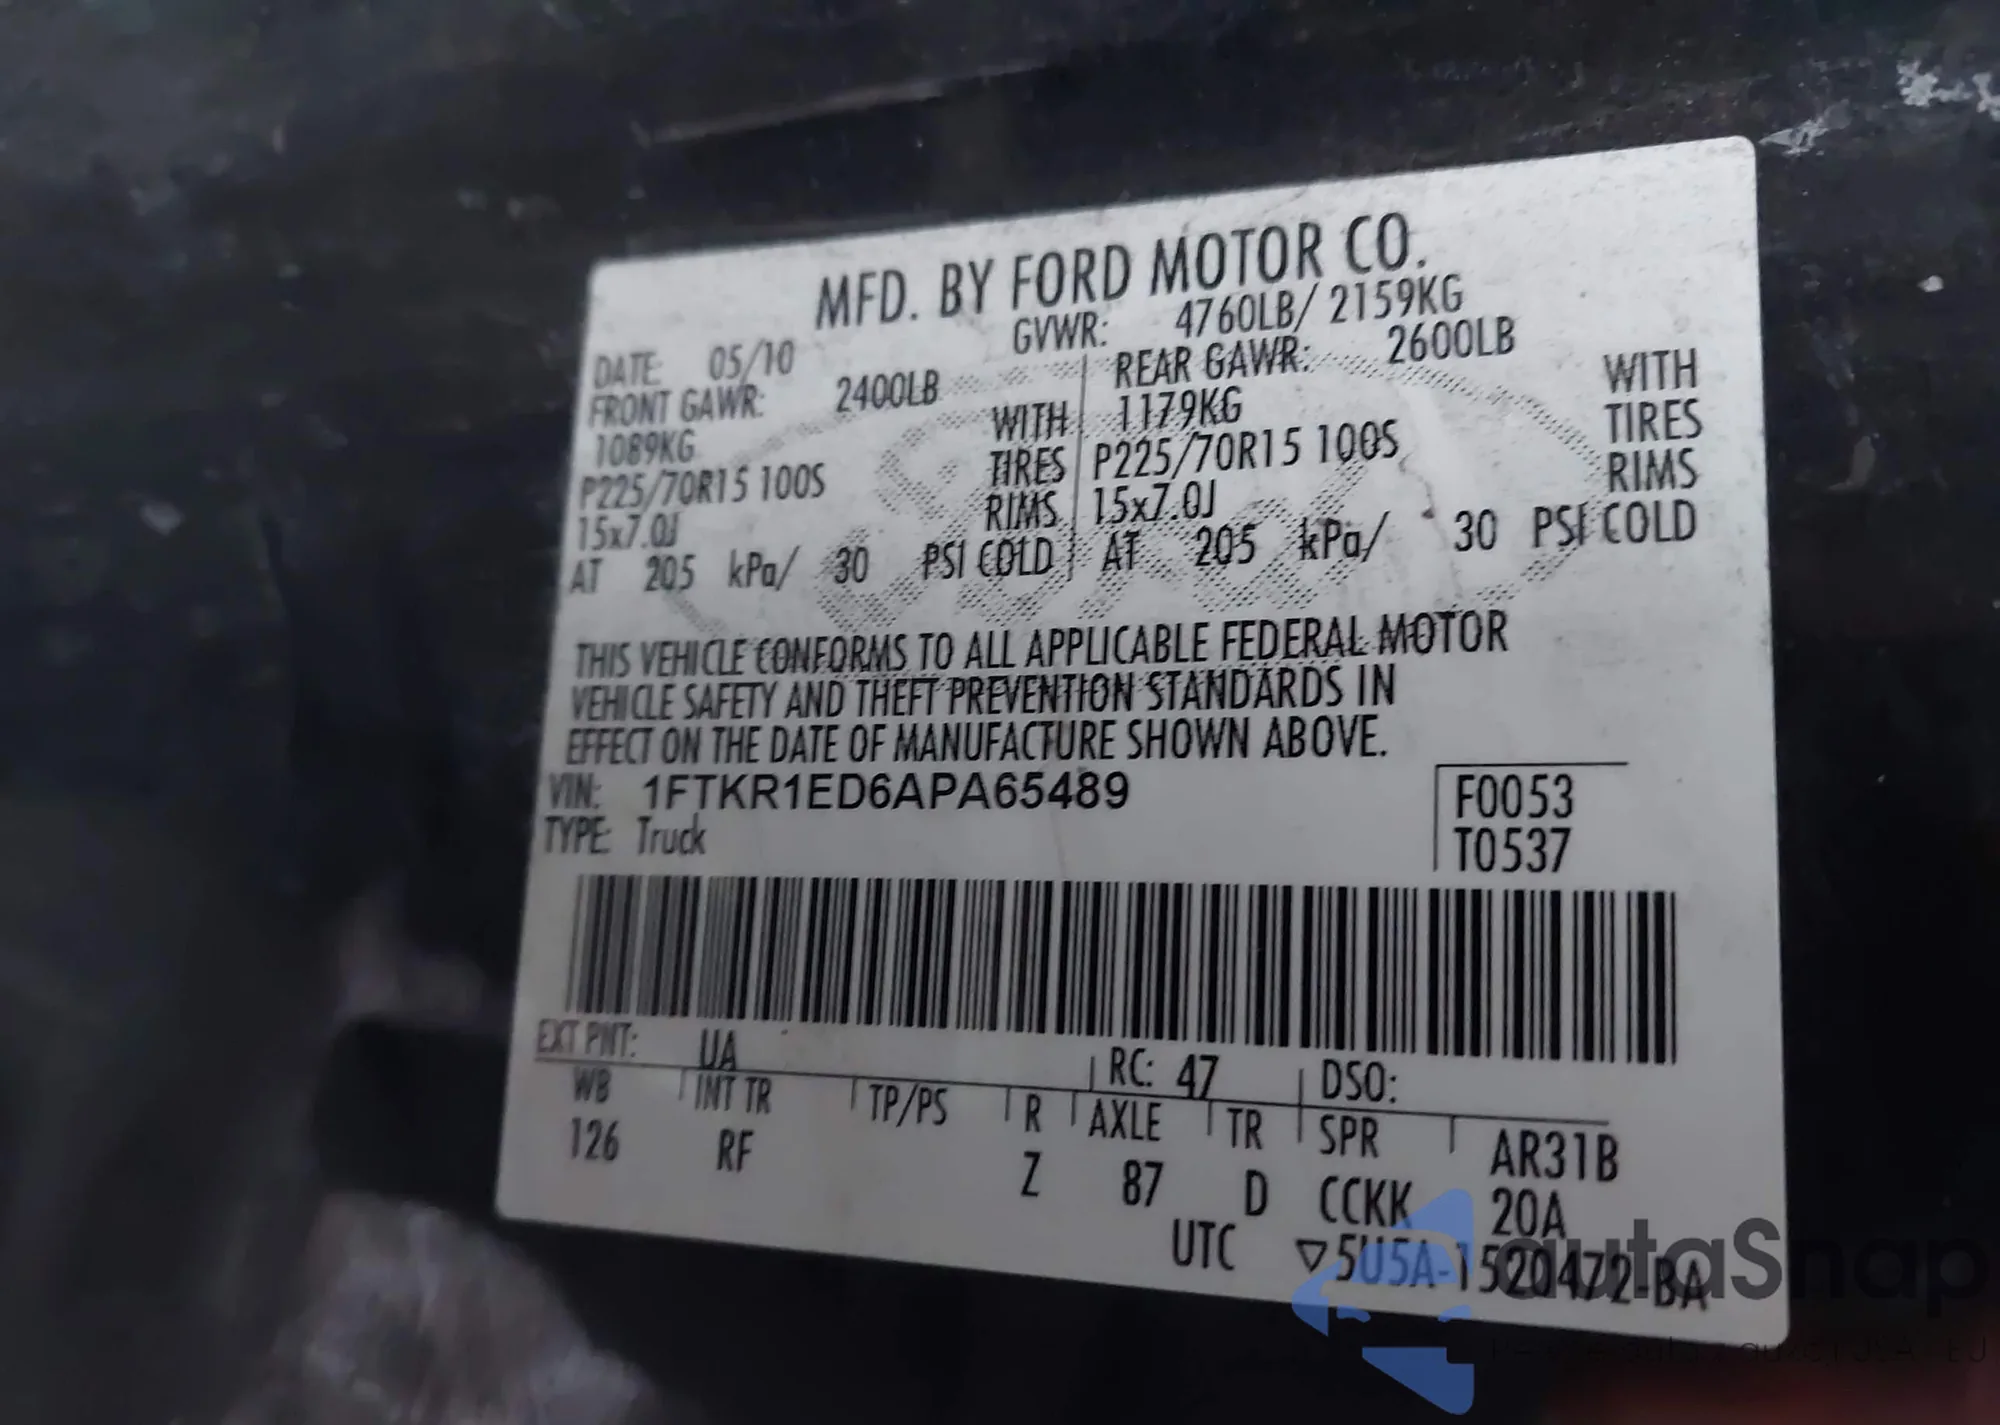 MFD. BY FORD MOTOR CO.
DATE: 05/10 GVWR: 4760LB/ 2159KG
FRONT GAWR: 2400LB REAR GAWR: 2600LB
1089KG WITH 1179KG WITH
P225/70R15 100S TIRES P225/70R15 100S TIRES
15x7.0J RIMS 15x7.0J RIMS
AT 205 kPa/ 30 PSI COLD AT 205 kPa/ 30 PSI COLD
THIS VEHICLE CONFORMS TO ALL APPLICABLE FEDERAL MOTOR
VEHICLE SAFETY AND THEFT PREVENTION STANDARDS IN
EFFECT ON THE DATE OF MANUFACTURE SHOWN ABOVE.
VIN: 1FTKR1ED6APA65489 F0053
TYPE: Truck T0537
EXT PNT: UA RC: 47 DSO:
WB INT TR TP/PS R AXLE TR SPR AR31B
126 RF Z 87 D CCKK 20A
UTC ▽5U5A-1520472-BA
autaSnap